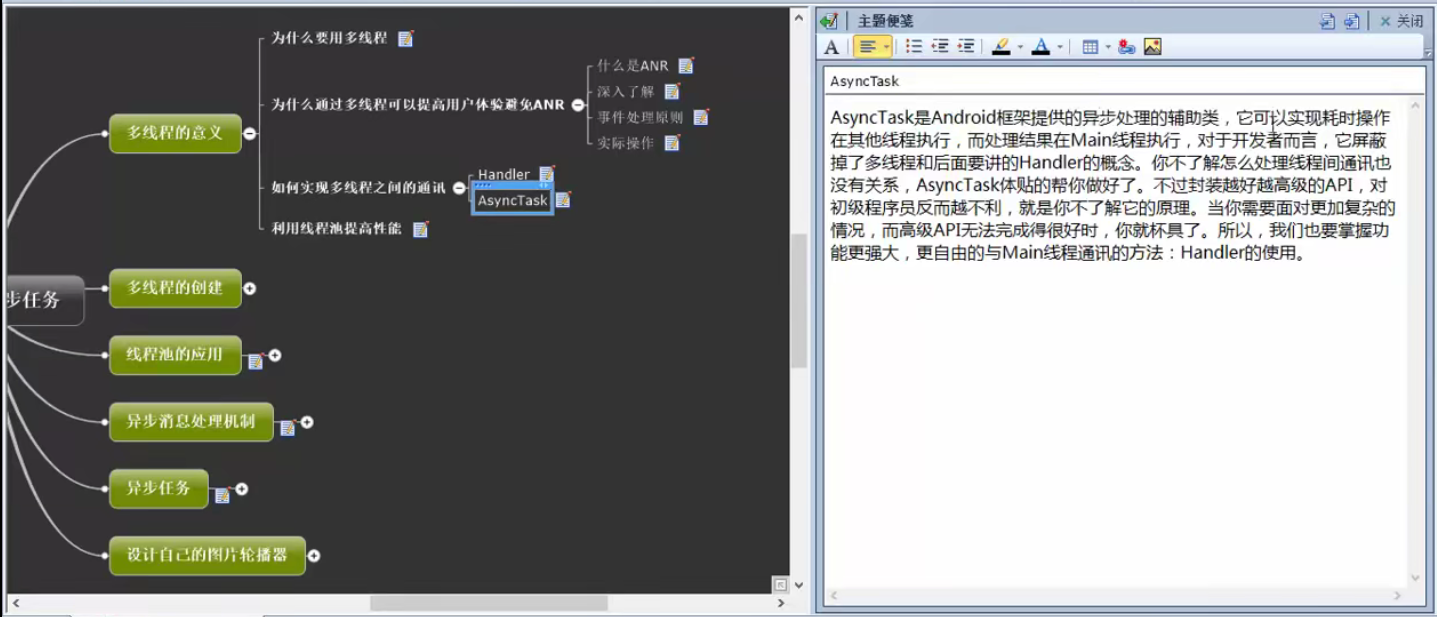 为什么要用多线程
什么是ANR
深入了解
为什么通过多线程可以提高用户体验避免ANR
事件处理原则
实际操作
多线程的意义
Handler
如何实现多线程之间的通讯
AsyncTask
利用线程池提高性能
步任务
多线程的创建
线程池的应用
异步消息处理机制
异步任务
设计自己的图片轮播器
主题便笺
关闭
A
A
AsyncTask
AsyncTask是Android框架提供的异步处理的辅助类，它可以实现耗时操作
在其他线程执行，而处理结果在Main线程执行，对于开发者而言，它屏蔽
掉了多线程和后面要讲的Handler的概念。你不了解怎么处理线程间通讯也
没有关系，AsyncTask体贴的帮你做好了。不过封装越好越高级的API，对
初级程序员反而越不利，就是你不了解它的原理。当你需要面对更加复杂的
情况，而高级API无法完成得很好时，你就杯具了。所以，我们也要掌握功
能更强大，更自由的与Main线程通讯的方法：Handler的使用。